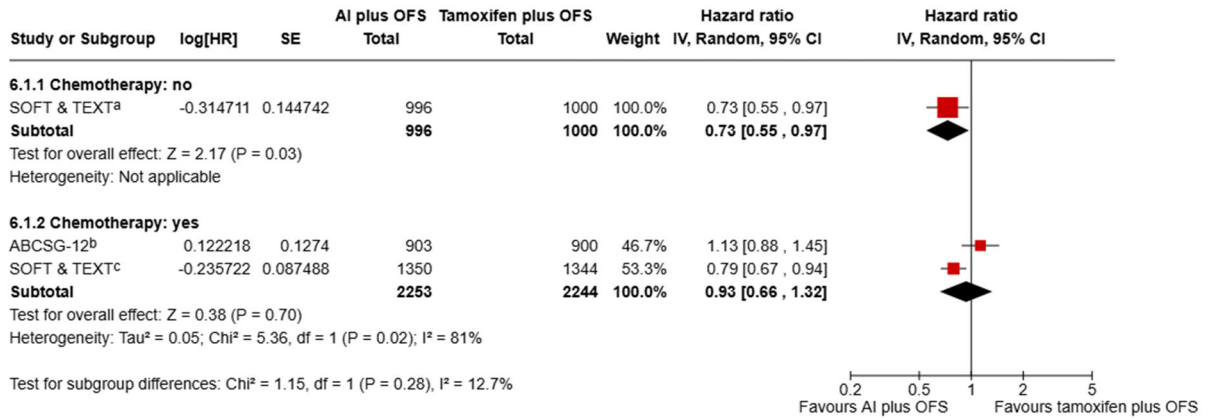 AI plus OFS Tamoxifen plus OFS Hazard ratio Hazard ratio
Study or Subgroup log[HR] SE Total Total Weight IV, Random, 95% CI IV, Random, 95% CI
6.1.1 Chemotherapy: no
SOFT & TEXTᵃ -0.314711 0.144742 996 1000 100.0% 0.73 [0.55 , 0.97]
Subtotal 996 1000 100.0% 0.73 [0.55 , 0.97]
Test for overall effect: Z = 2.17 (P = 0.03)
Heterogeneity: Not applicable
6.1.2 Chemotherapy: yes
ABCSG-12ᵇ 0.122218 0.1274 903 900 46.7% 1.13 [0.88 , 1.45]
SOFT & TEXTᶜ -0.235722 0.087488 1350 1344 53.3% 0.79 [0.67 , 0.94]
Subtotal 2253 2244 100.0% 0.93 [0.66 , 1.32]
Test for overall effect: Z = 0.38 (P = 0.70)
Heterogeneity: Tau² = 0.05; Chi² = 5.36, df = 1 (P = 0.02); I² = 81%
Test for subgroup differences: Chi² = 1.15, df = 1 (P = 0.28), I² = 12.7%
0.2 0.5 1 2 5
Favours AI plus OFS Favours tamoxifen plus OFS